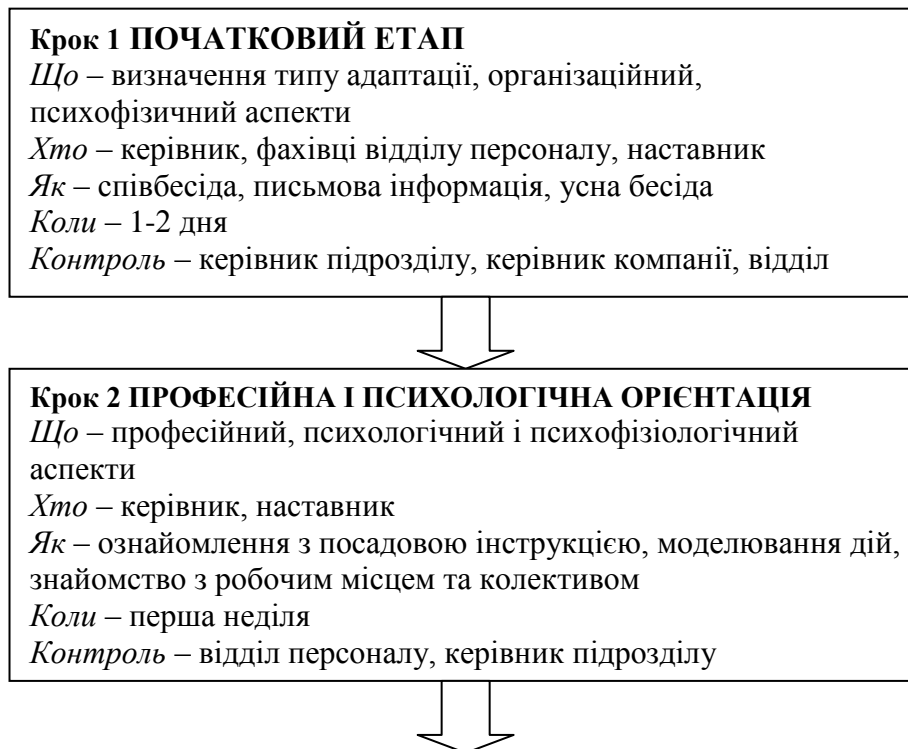 Крок 1 ПОЧАТКОВИЙ ЕТАП
Що – визначення типу адаптації, організаційний,
психофізичний аспекти
Хто – керівник, фахівці відділу персоналу, наставник
Як – співбесіда, письмова інформація, усна бесіда
Коли – 1-2 дня
Контроль – керівник підрозділу, керівник компанії, відділ
Крок 2 ПРОФЕСІЙНА І ПСИХОЛОГІЧНА ОРІЄНТАЦІЯ
Що – професійний, психологічний і психофізіологічний
аспекти
Хто – керівник, наставник
Як – ознайомлення з посадовою інструкцією, моделювання дій,
знайомство з робочим місцем та колективом
Коли – перша неділя
Контроль – відділ персоналу, керівник підрозділу